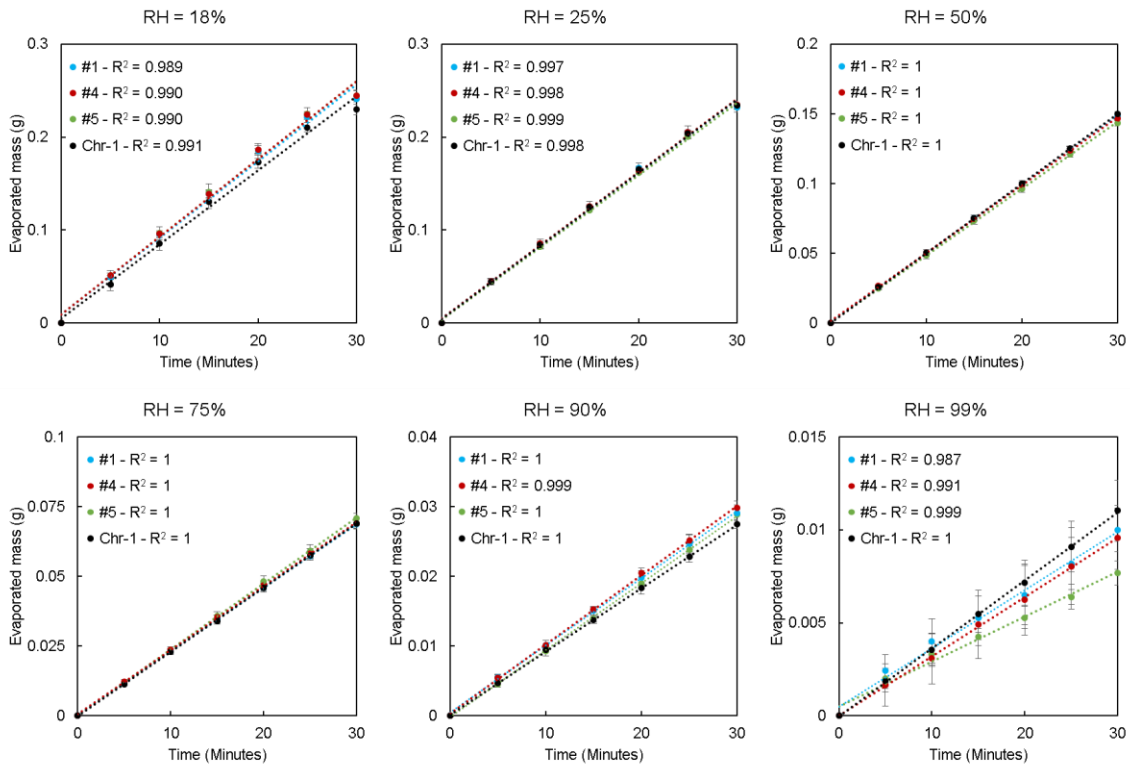 RH = 18%
0.3
#1 - R² = 0.989
#4 - R² = 0.990
#5 - R² = 0.990
Chr-1 - R² = 0.991
0.2
0.1
0
Evaporated mass (g)
0 10 20 30
Time (Minutes)
RH = 25%
0.3
#1 - R² = 0.997
#4 - R² = 0.998
#5 - R² = 0.999
Chr-1 - R² = 0.998
0.2
0.1
0
Evaporated mass (g)
0 10 20 30
Time (Minutes)
RH = 50%
0.2
#1 - R² = 1
#4 - R² = 1
#5 - R² = 1
Chr-1 - R² = 1
0.15
0.1
0.05
0
Evaporated mass (g)
0 10 20 30
Time (Minutes)
RH = 75%
0.1
#1 - R² = 1
#4 - R² = 1
#5 - R² = 1
Chr-1 - R² = 1
0.075
0.05
0.025
0
Evaporated mass (g)
0 10 20 30
Time (Minutes)
RH = 90%
0.04
#1 - R² = 1
#4 - R² = 0.999
#5 - R² = 1
Chr-1 - R² = 1
0.03
0.02
0.01
0
Evaporated mass (g)
0 10 20 30
Time (Minutes)
RH = 99%
0.015
#1 - R² = 0.987
#4 - R² = 0.991
#5 - R² = 0.999
Chr-1 - R² = 1
0.01
0.005
0
Evaporated mass (g)
0 10 20 30
Time (Minutes)